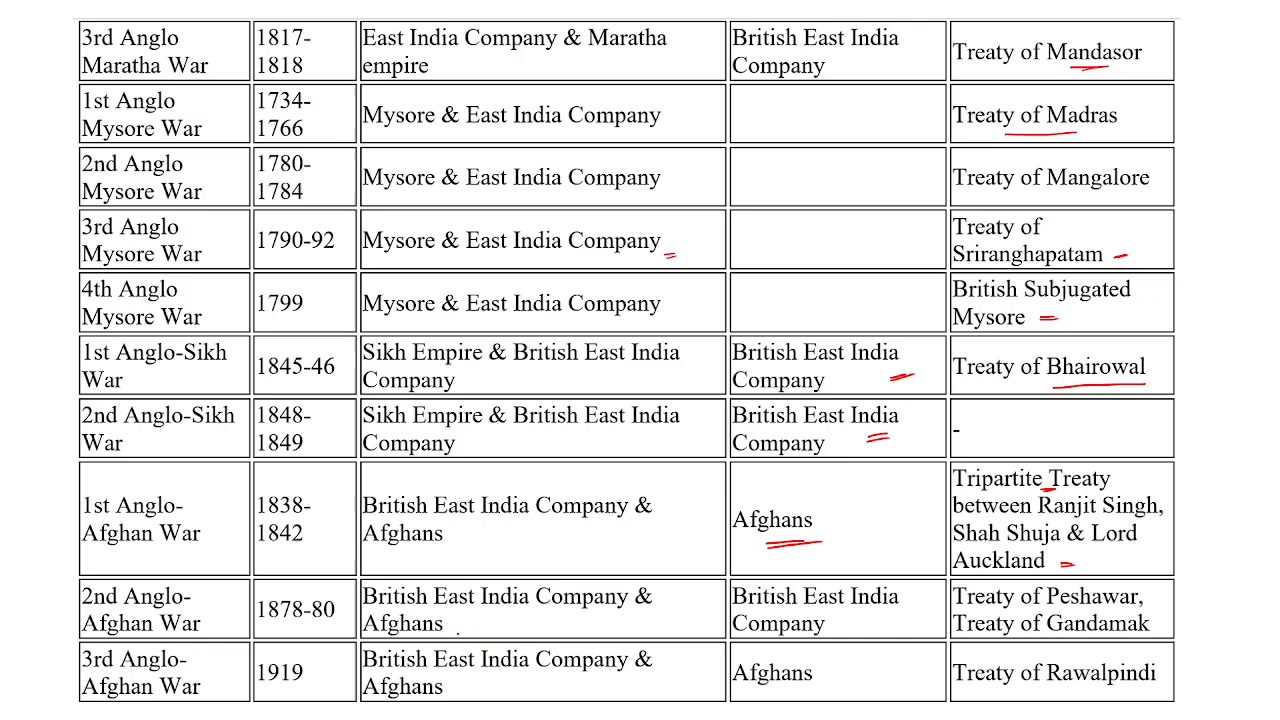 3rd Anglo
Maratha War
1817-
1818
East India Company & Maratha
empire
British East India
Company
Treaty of Mandasor
1st Anglo
Mysore War
1734-
1766
Mysore & East India Company
Treaty of Madras
2nd Anglo
Mysore War
1780-
1784
Mysore & East India Company
Treaty of Mangalore
3rd Anglo
Mysore War
1790-92
Mysore & East India Company
Treaty of
Sriranghapatam
4th Anglo
Mysore War
1799
Mysore & East India Company
British Subjugated
Mysore
1st Anglo-Sikh
War
1845-46
Sikh Empire & British East India
Company
British East India
Company
Treaty of Bhairowal
2nd Anglo-Sikh
War
1848-
1849
Sikh Empire & British East India
Company
British East India
Company
-
1st Anglo-
Afghan War
1838-
1842
British East India Company &
Afghans
Afghans
Tripartite Treaty
between Ranjit Singh,
Shah Shuja & Lord
Auckland
2nd Anglo-
Afghan War
1878-80
British East India Company &
Afghans
British East India
Company
Treaty of Peshawar,
Treaty of Gandamak
3rd Anglo-
Afghan War
1919
British East India Company &
Afghans
Afghans
Treaty of Rawalpindi